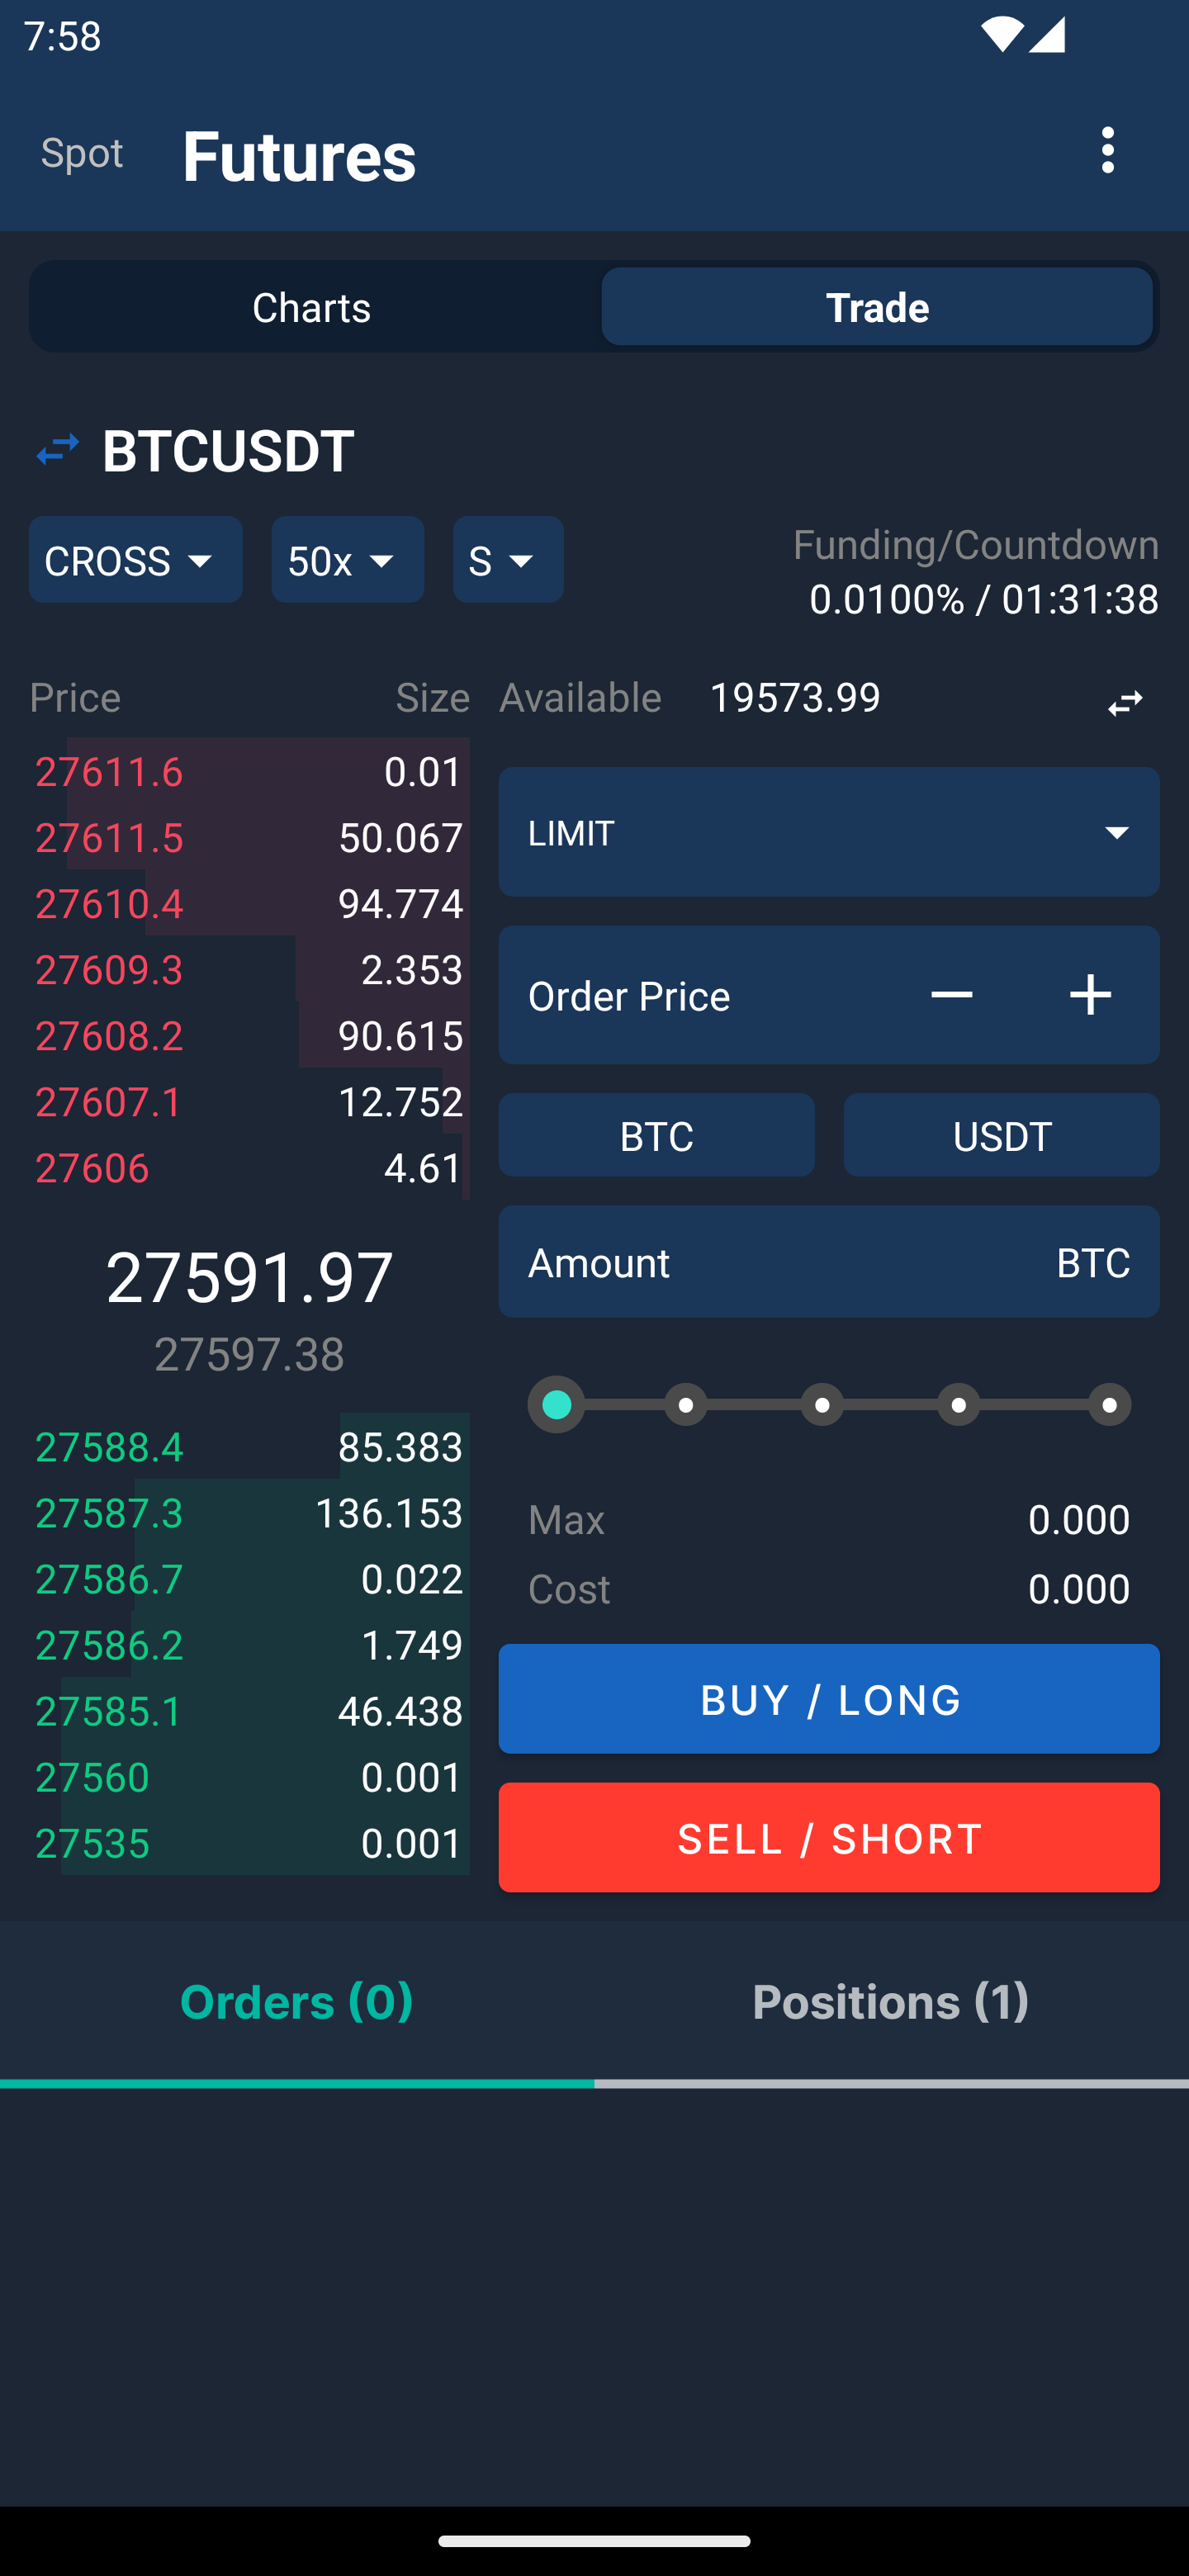 7:58
Spot Futures
Charts Trade
BTCUSDT
CROSS 50x S
Funding/Countdown
0.0100% / 01:31:38
Price Size
27611.6 0.01
27611.5 50.067
27610.4 94.774
27609.3 2.353
27608.2 90.615
27607.1 12.752
27606 4.61
27591.97
27597.38
27588.4 85.383
27587.3 136.153
27586.7 0.022
27586.2 1.749
27585.1 46.438
27560 0.001
27535 0.001
Available 19573.99
LIMIT
Order Price
BTC USDT
Amount BTC
Max 0.000
Cost 0.000
BUY / LONG
SELL / SHORT
Orders (0) Positions (1)